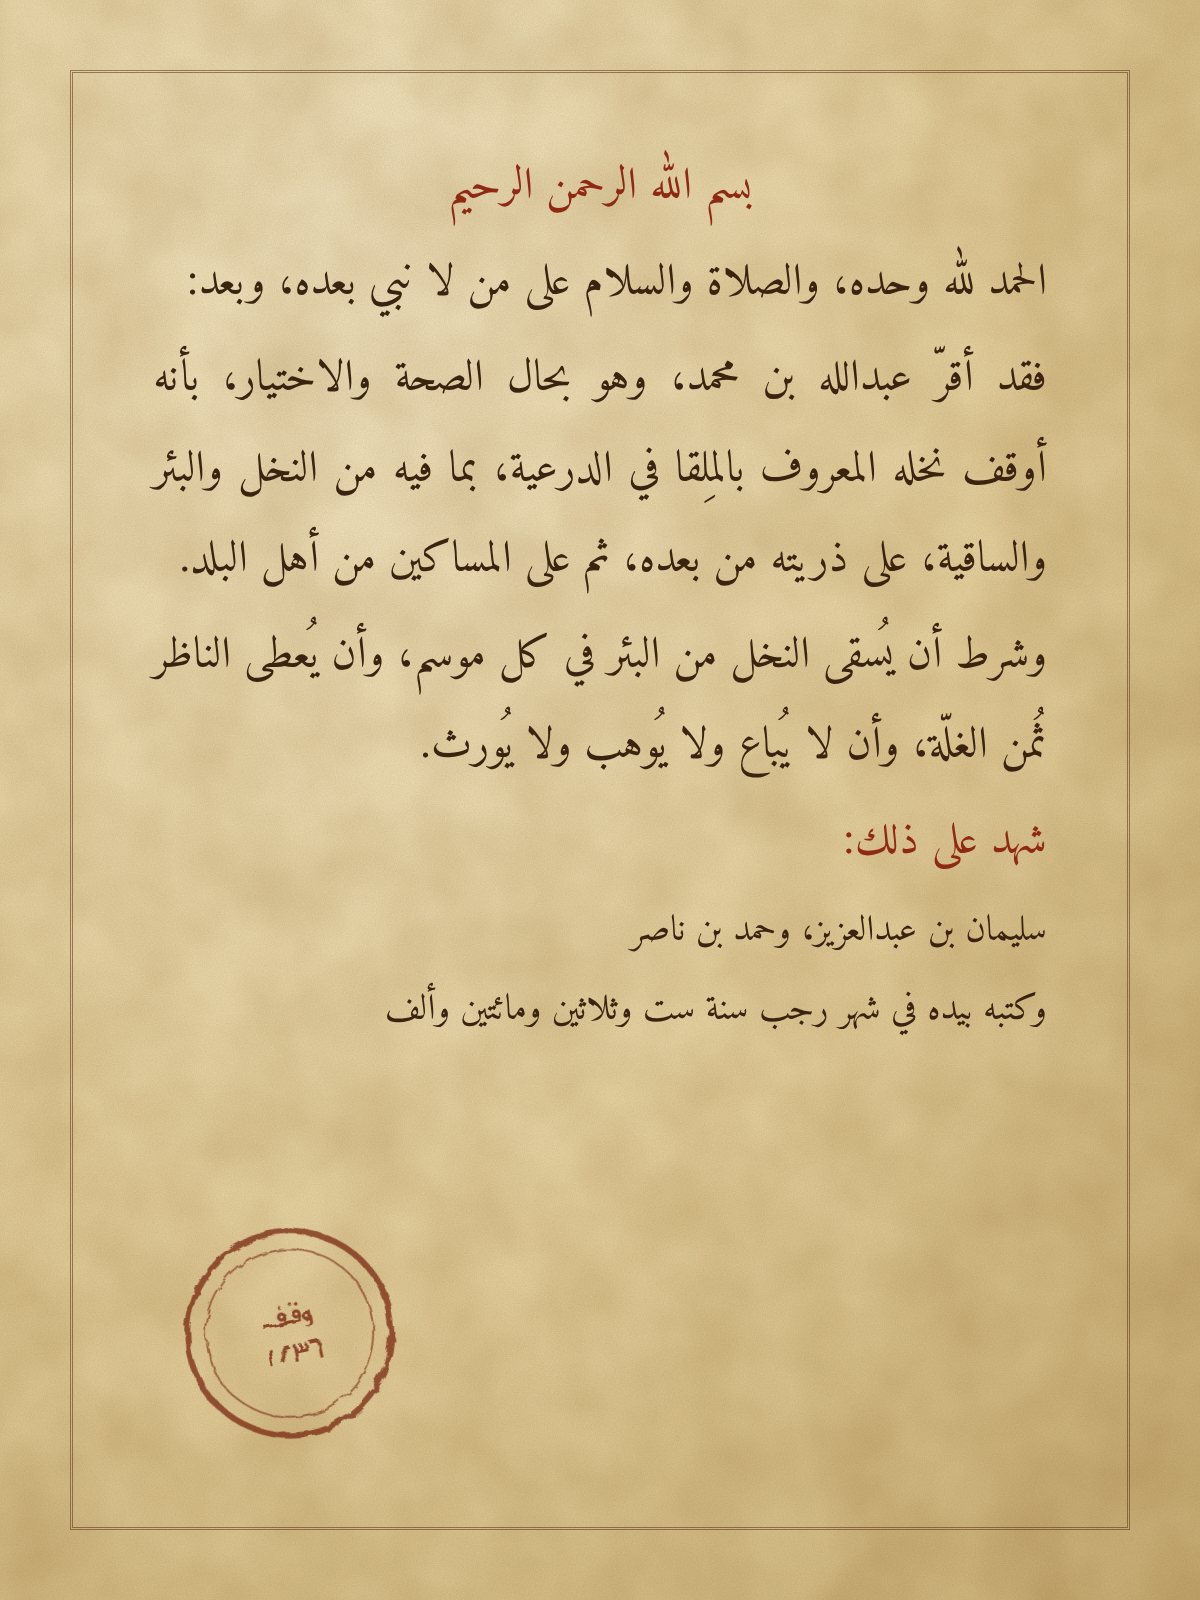 بسم الله الرحمن الرحيم
الحمد لله وحده، والصلاة والسلام على من لا نبي بعده، وبعد:
فقد أقرّ عبدالله بن محمد، وهو بحال الصحة والاختيار، بأنه
أوقف نخله المعروف بالمِلقا في الدرعية، بما فيه من النخل والبئر
والساقية، على ذريته من بعده، ثم على المساكين من أهل البلد.
وشرط أن يُسقى النخل من البئر في كل موسم، وأن يُعطى الناظر
ثُمن الغلّة، وأن لا يُباع ولا يُوهب ولا يُورث.
شهد على ذلك:
سليمان بن عبدالعزيز، وحمد بن ناصر
وكتبه بيده في شهر رجب سنة ست وثلاثين ومائتين وألف
وقف
١٢٣٦